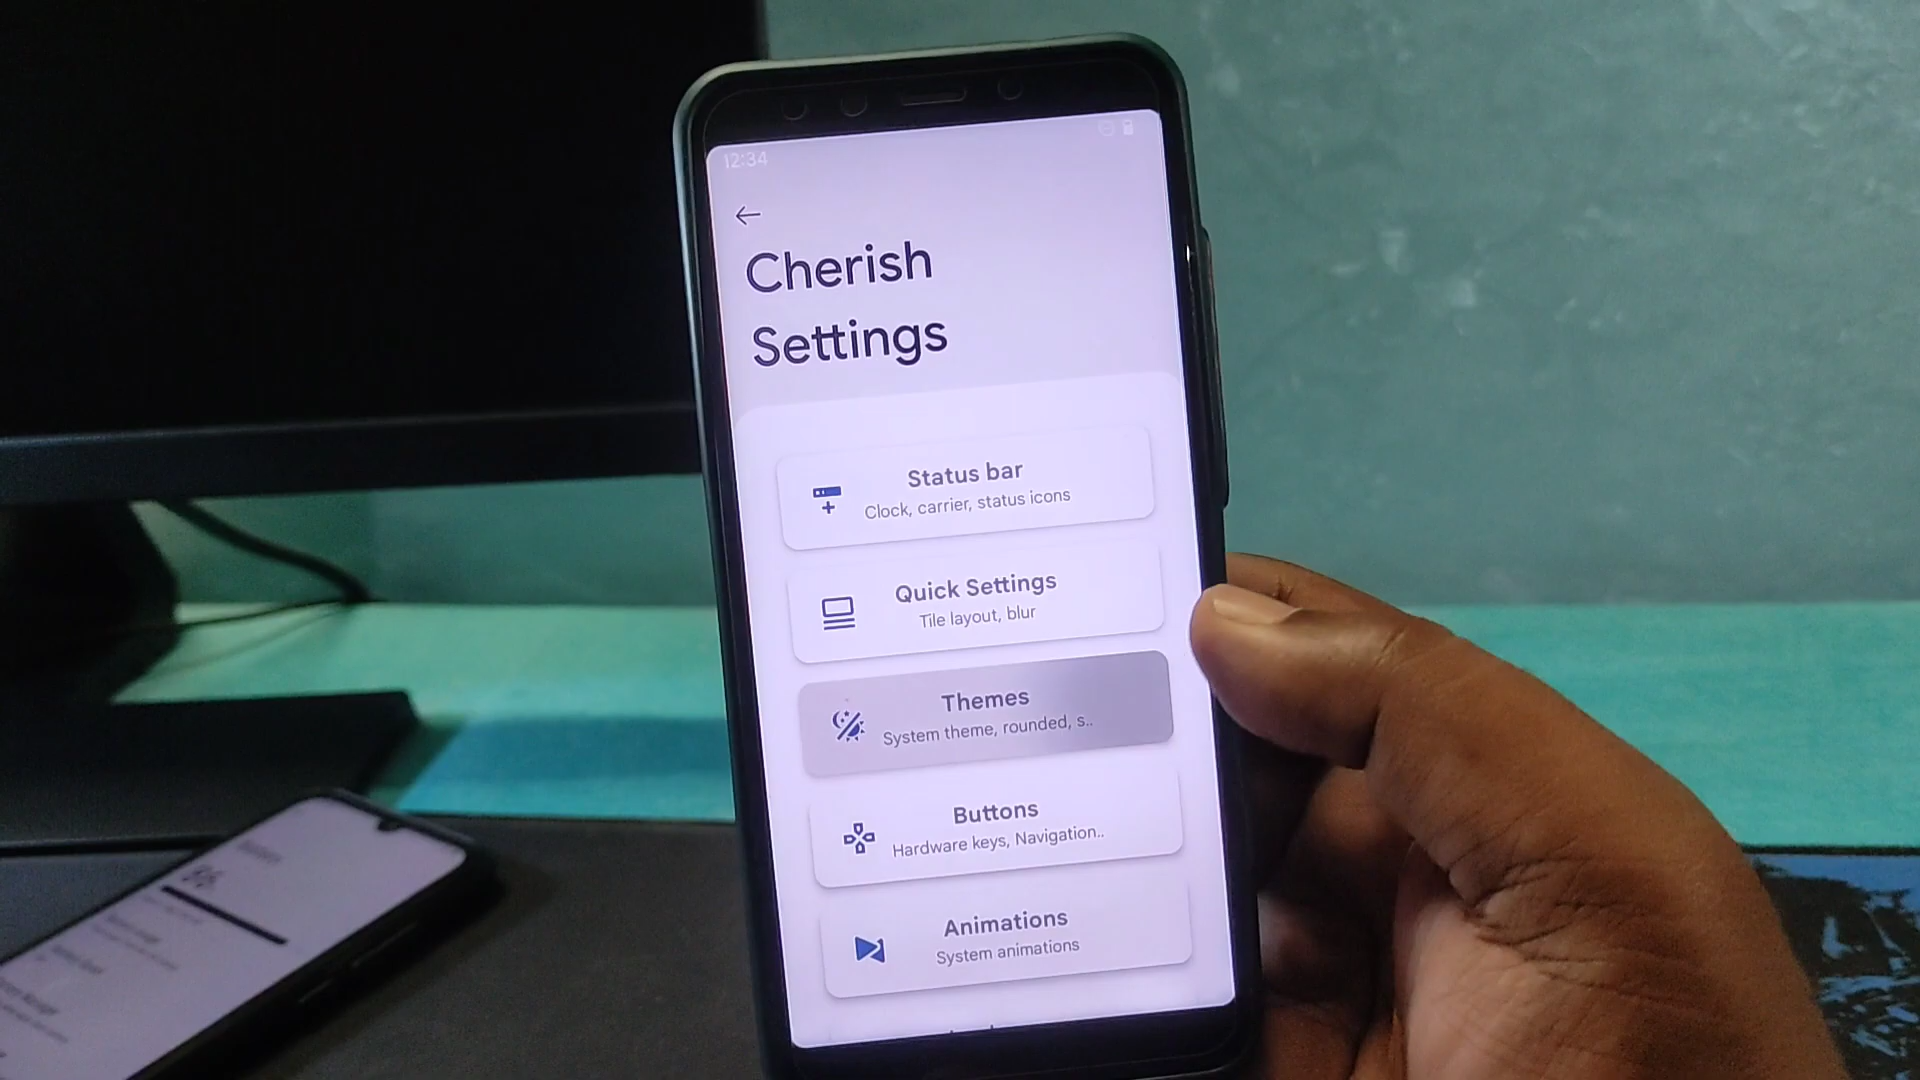 12:34
Cherish
Settings
Status bar
Clock, carrier, status icons
Quick Settings
Tile layout, blur
Themes
System theme, rounded, s..
Buttons
Hardware keys, Navigation..
Animations
System animations